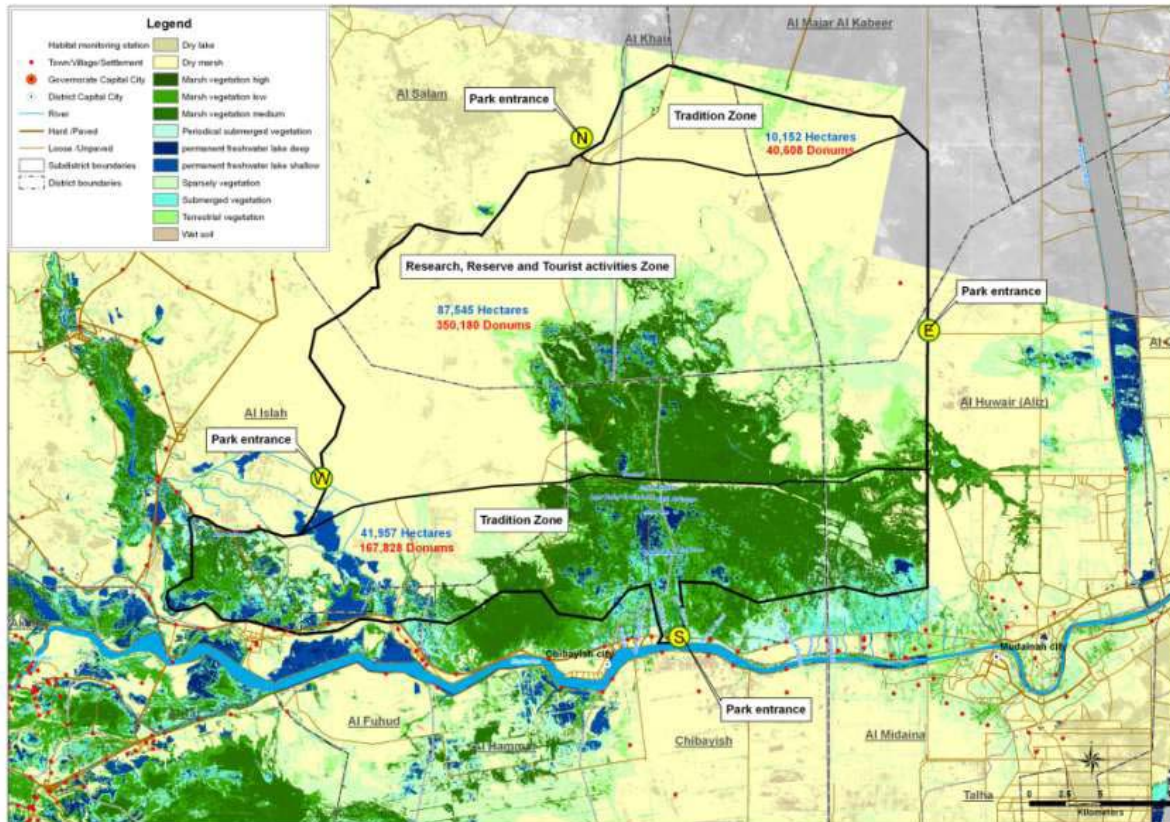 Legend
Habitat monitoring station
Town/Village/Settlement
Governorate Capital City
District Capital City
River
Hard /Paved
Loose /Unpaved
Subdistrict boundaries
District boundaries
Dry lake
Dry marsh
Marsh vegetation high
Marsh vegetation low
Marsh vegetation medium
Periodical submerged vegetation
permanent freshwater lake deep
permanent freshwater lake shallow
Sparsely vegetation
Submerged vegetation
Terrestrial vegetation
Wet soil
Al Majar Al Kabeer
Al Khair
Al Salam
Park entrance
N
Tradition Zone
10,152 Hectares
40,608 Donums
Research, Reserve and Tourist activities Zone
87,545 Hectares
350,180 Donums
Park entrance
E
Al Islah
Al Huwair (Aliz)
Park entrance
W
Tradition Zone
41,957 Hectares
167,828 Donums
S
Chibayish city
Mudainah city
Park entrance
Al Fuhud
Al Hammar
Chibayish
Al Midaina
Talha
0 2.5 5
Kilometers